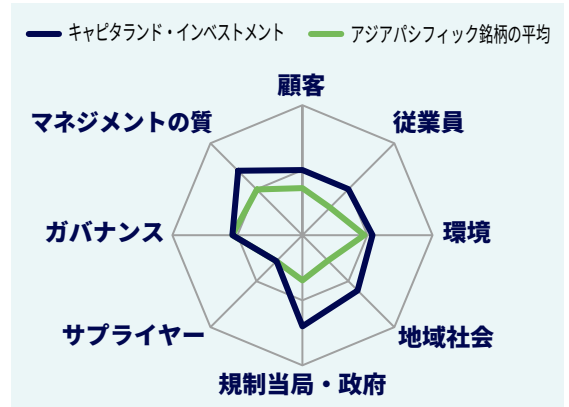 キャピタランド・インベストメント
アジアパシフィック銘柄の平均
顧客
マネジメントの質
従業員
ガバナンス
環境
サプライヤー
地域社会
規制当局・政府